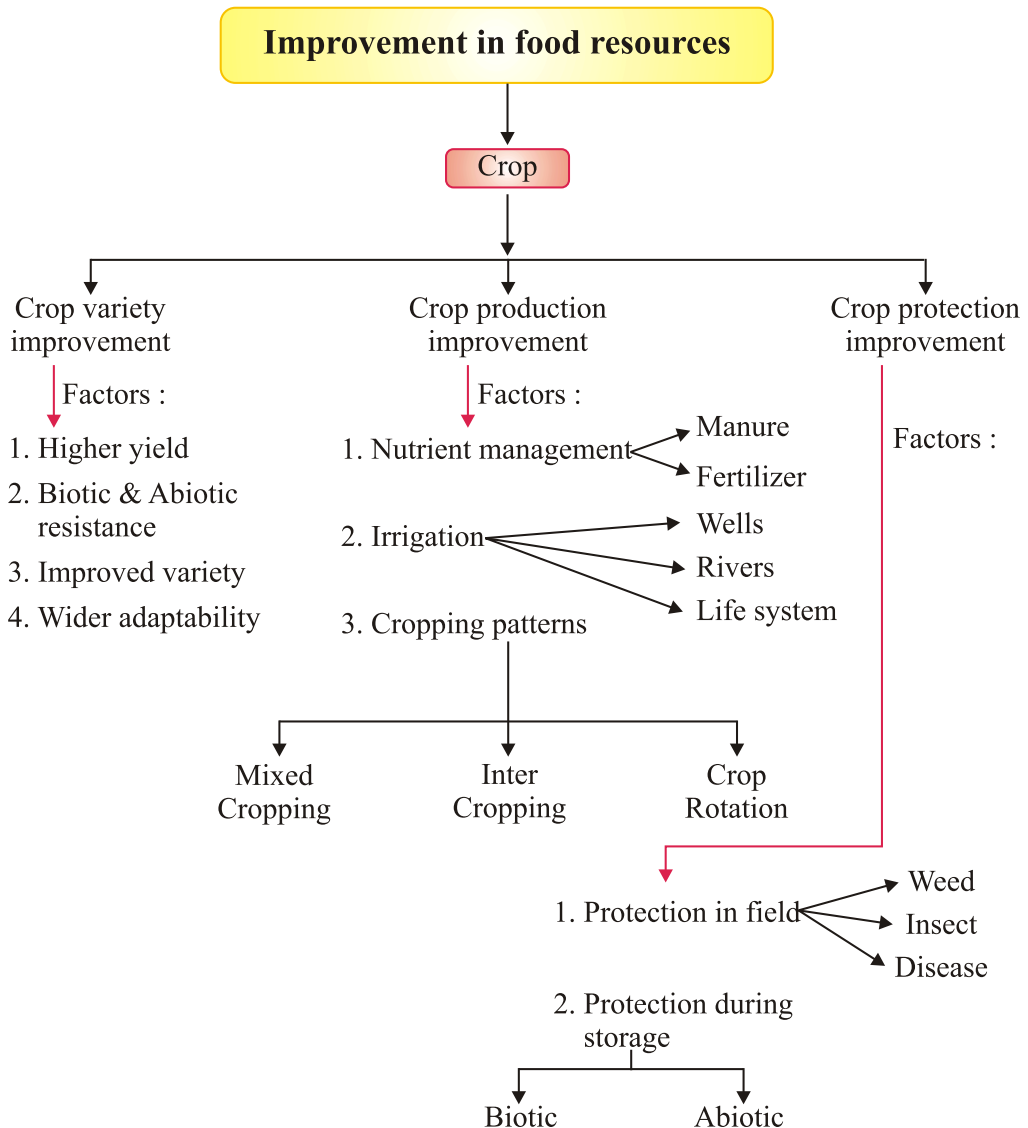 Improvement in food resources
Crop
Crop variety
improvement
Crop production
improvement
Crop protection
improvement
Factors :
1. Higher yield
2. Biotic & Abiotic
resistance
3. Improved variety
4. Wider adaptability
Factors :
1. Nutrient management
Manure
Fertilizer
2. Irrigation
Wells
Rivers
Life system
3. Cropping patterns
Mixed
Cropping
Inter
Cropping
Crop
Rotation
Factors :
1. Protection in field
Weed
Insect
Disease
2. Protection during
storage
Biotic
Abiotic